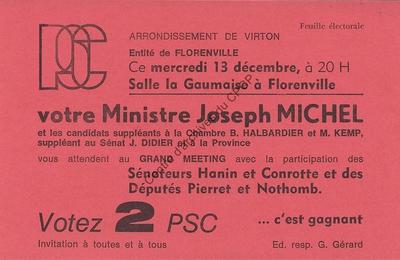 Feuille électorale
PSC
ARRONDISSEMENT DE VIRTON
Entité de FLORENVILLE
Ce mercredi 13 décembre, à 20 H
Salle la Gaumaise à Florenville
votre Ministre Joseph MICHEL
et les candidats suppléants à la Chambre B. HALBARDIER et M. KEMP,
suppléant au Sénat J. DIDIER et à la Province
vous attendent au GRAND MEETING avec la participation des
Sénateurs Hanin et Conrotte et des
Députés Pierret et Nothomb.
Votez 2 PSC
... c'est gagnant
Invitation à toutes et à tous
Ed. resp. G. Gérard